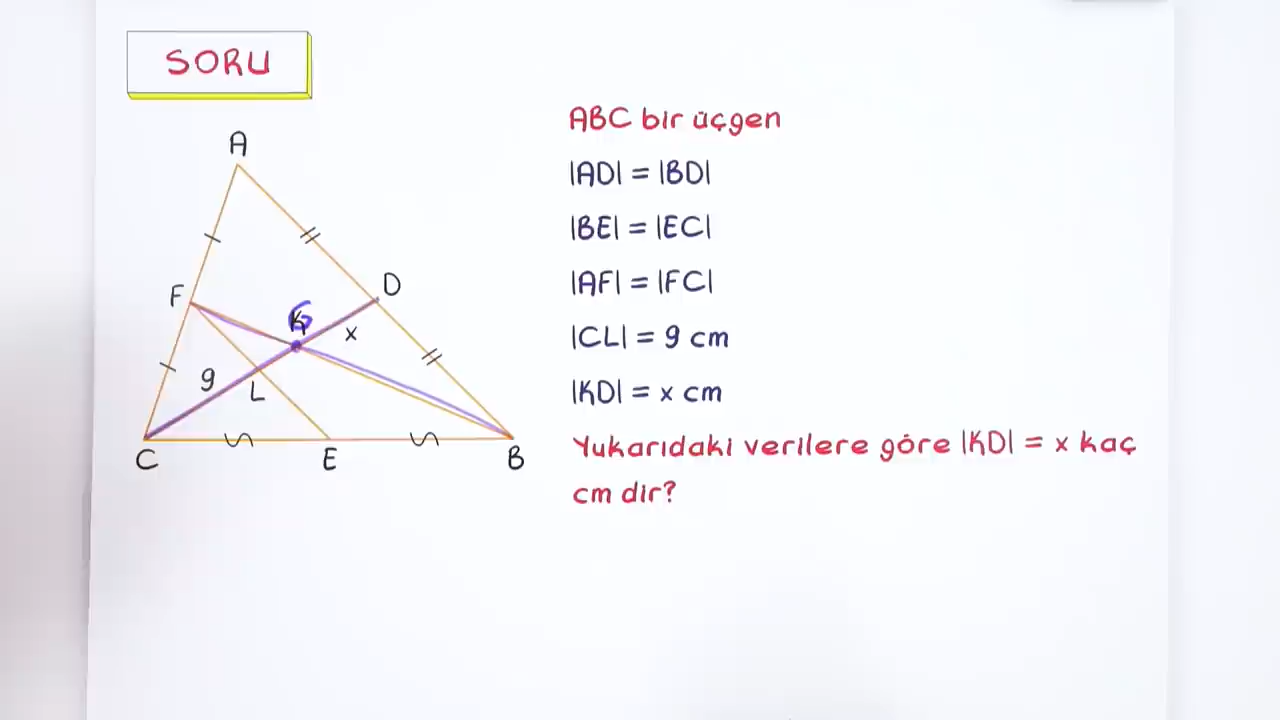 SORU
ABC bir üçgen
|AD| = |BD|
|BE| = |EC|
|AF| = |FC|
|CL| = 9 cm
|KD| = x cm
Yukarıdaki verilere göre |KD| = x kaç
cm dir?
A
D
F
K
G
x
9
L
C
E
B